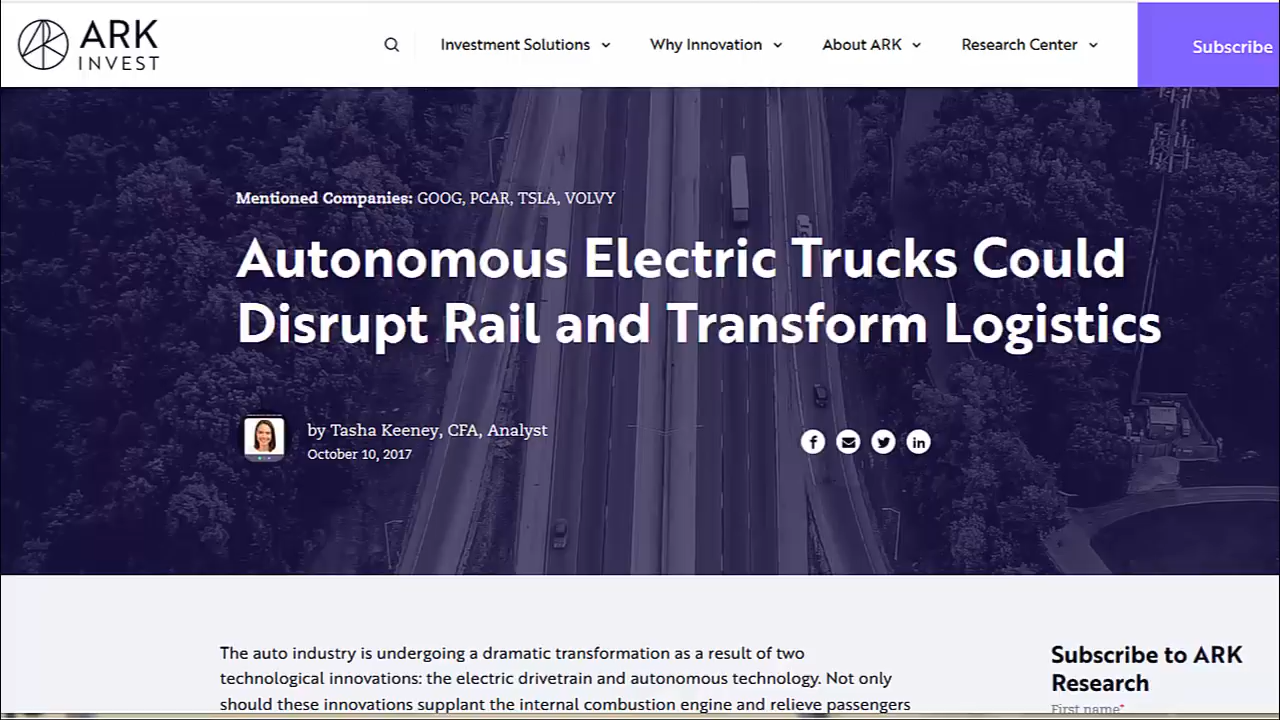 ARK
INVEST
Investment Solutions
Why Innovation
About ARK
Research Center
Subscribe
Mentioned Companies: GOOG, PCAR, TSLA, VOLVY
Autonomous Electric Trucks Could
Disrupt Rail and Transform Logistics
by Tasha Keeney, CFA, Analyst
October 10, 2017
The auto industry is undergoing a dramatic transformation as a result of two
technological innovations: the electric drivetrain and autonomous technology. Not only
should these innovations supplant the internal combustion engine and relieve passengers
Subscribe to ARK
Research
First name*